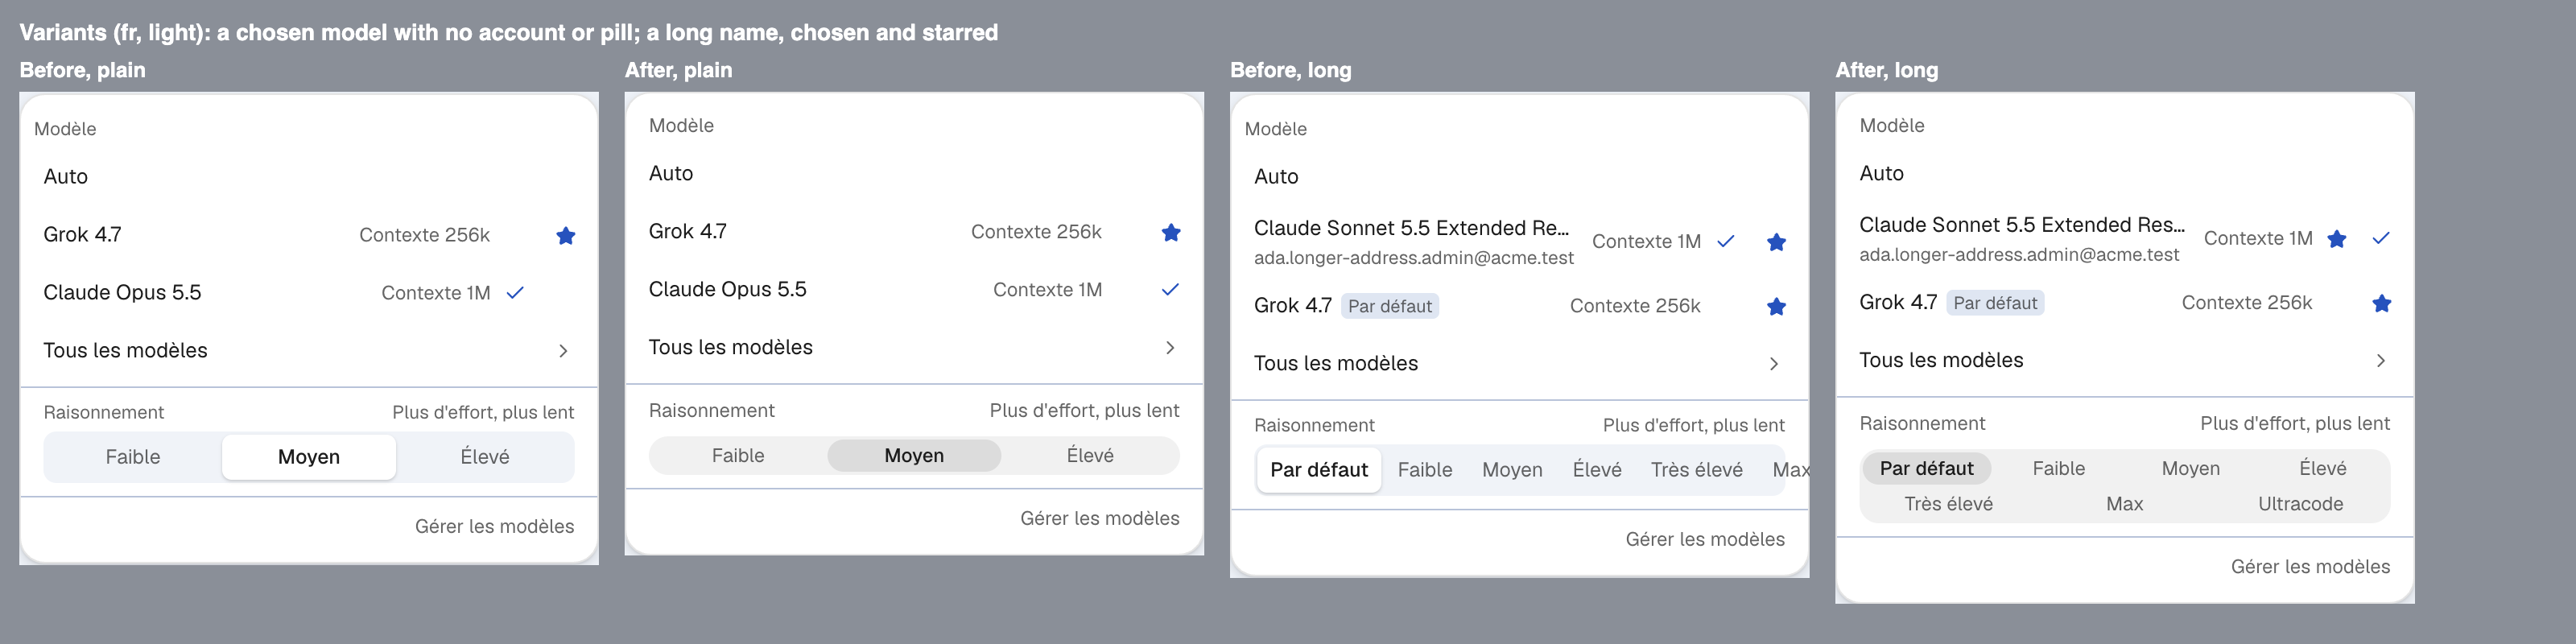 Variants (fr, light): a chosen model with no account or pill; a long name, chosen and starred
Before, plain
Modèle
Auto
Grok 4.7 Contexte 256k
Claude Opus 5.5 Contexte 1M
Tous les modèles
Raisonnement Plus d'effort, plus lent
Faible Moyen Élevé
Gérer les modèles
After, plain
Modèle
Auto
Grok 4.7 Contexte 256k
Claude Opus 5.5 Contexte 1M
Tous les modèles
Raisonnement Plus d'effort, plus lent
Faible Moyen Élevé
Gérer les modèles
Before, long
Modèle
Auto
Claude Sonnet 5.5 Extended Re... Contexte 1M
ada.longer-address.admin@acme.test
Grok 4.7 Par défaut Contexte 256k
Tous les modèles
Raisonnement Plus d'effort, plus lent
Par défaut Faible Moyen Élevé Très élevé Max
Gérer les modèles
After, long
Modèle
Auto
Claude Sonnet 5.5 Extended Res... Contexte 1M
ada.longer-address.admin@acme.test
Grok 4.7 Par défaut Contexte 256k
Tous les modèles
Raisonnement Plus d'effort, plus lent
Par défaut Faible Moyen Élevé
Très élevé Max Ultracode
Gérer les modèles